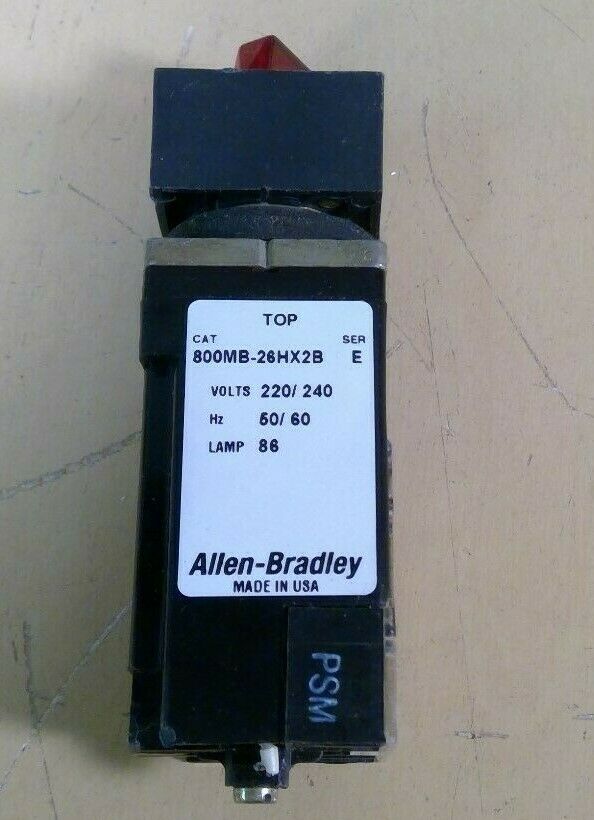 TOP
CAT SER
800MB-26HX2B E
VOLTS 220/ 240
Hz 50/ 60
LAMP 86
Allen-Bradley
MADE IN USA
PSM